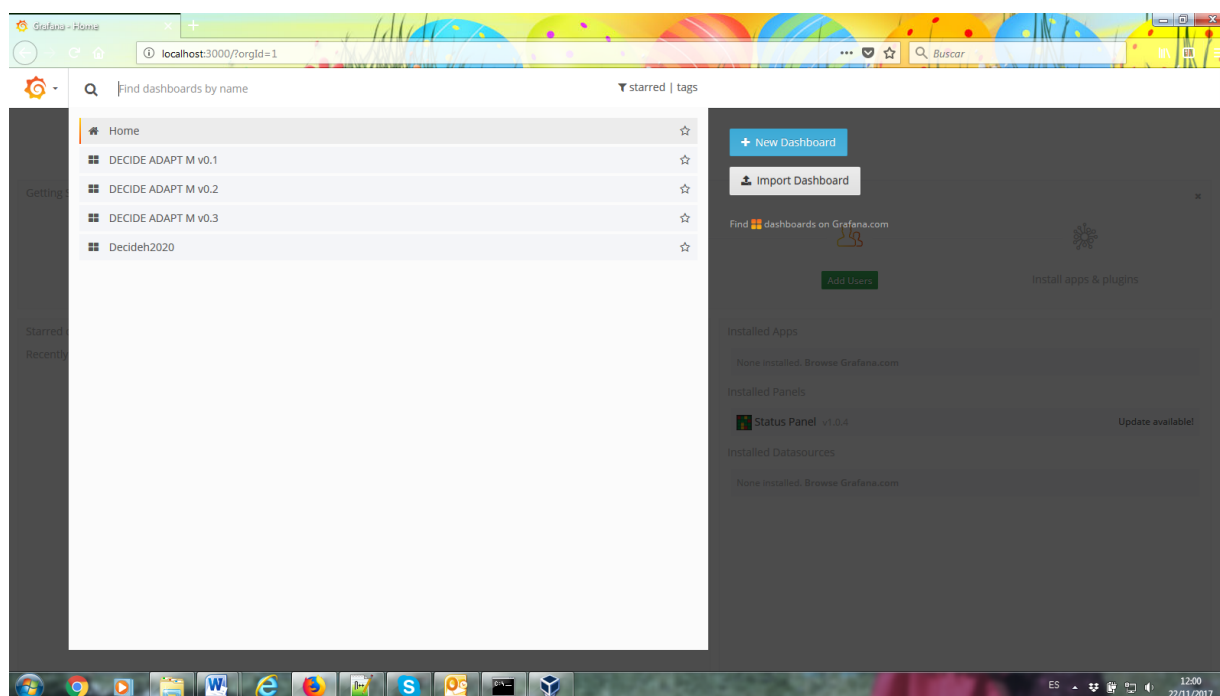 Grafana - Home
localhost:3000/?orgId=1
Buscar
Find dashboards by name
starred | tags
Home
DECIDE ADAPT M v0.1
DECIDE ADAPT M v0.2
DECIDE ADAPT M v0.3
Decideh2020
+ New Dashboard
Import Dashboard
Find dashboards on Grafana.com
Getting
Add Users
Install apps & plugins
Starred
Recently
Installed Apps
None installed. Browse Grafana.com
Installed Panels
Status Panel v1.0.4
Update available!
Installed Datasources
None installed. Browse Grafana.com
ES
12:00
22/11/2017